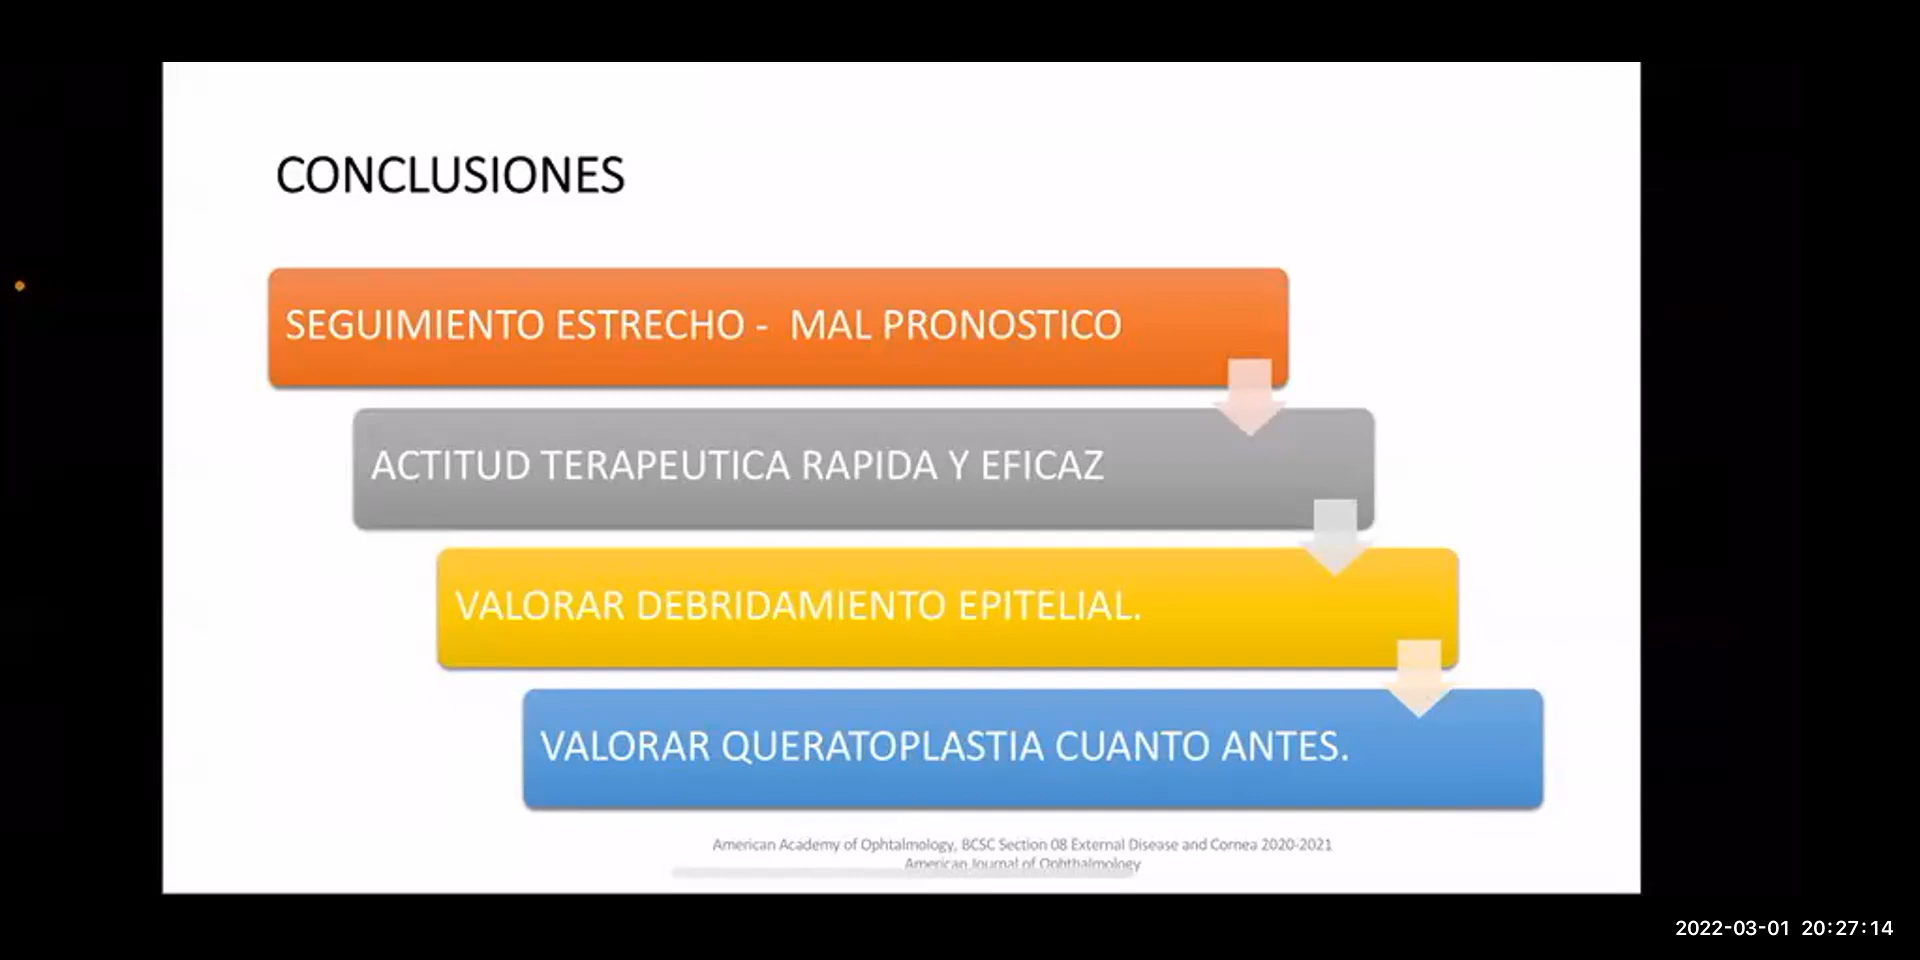 CONCLUSIONES
SEGUIMIENTO ESTRECHO - MAL PRONOSTICO
ACTITUD TERAPEUTICA RAPIDA Y EFICAZ
VALORAR DEBRIDAMIENTO EPITELIAL.
VALORAR QUERATOPLASTIA CUANTO ANTES.
American Academy of Ophtalmology, BCSC Section 08 External Disease and Cornea 2020-2021
American Journal of Ophthalmology
2022-03-01 20:27:14